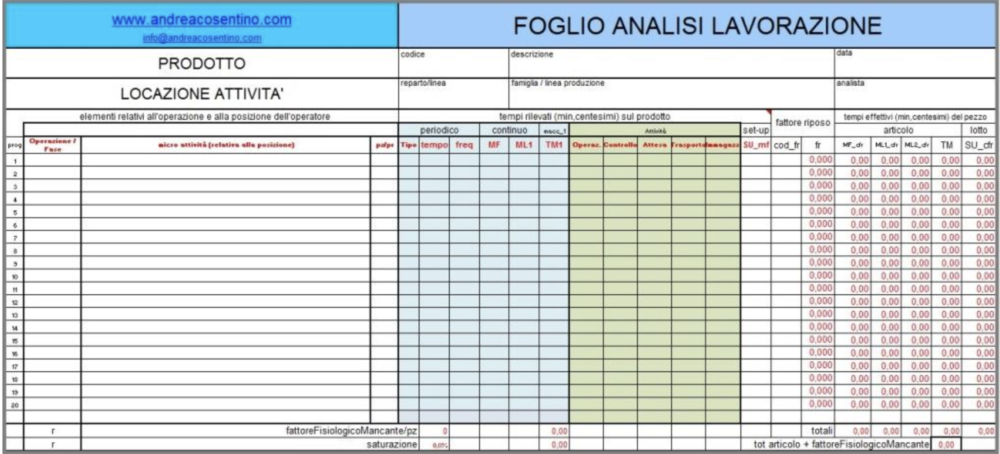 www.andreacosentino.com
info@andreacosentino.com
FOGLIO ANALISI LAVORAZIONE
PRODOTTO
codice
descrizione
data
LOCAZIONE ATTIVITA'
reparto/linea
famiglia / linea produzione
analista
elementi relativi all'operazione e alla posizione dell'operatore
tempi rilevati (min,centesimi) sul prodotto
fattore riposo
tempi effettivi (min,centesimi) del pezzo
periodico continuo macc_1 Attività set-up articolo lotto
prog Operazione / Fase micro attività (relativa alla posizione) pd/pr Tipo tempo freq MF ML1 TM1 Operaz. Controllo Attesa Trasporto Immagazz SU_mf cod_fr fr MF_cfr ML1_cfr ML2_cfr TM SU_cfr
1 0,000 0,00 0,00 0,00 0,00 0,00
2 0,000 0,00 0,00 0,00 0,00 0,00
3 0,000 0,00 0,00 0,00 0,00 0,00
4 0,000 0,00 0,00 0,00 0,00 0,00
5 0,000 0,00 0,00 0,00 0,00 0,00
6 0,000 0,00 0,00 0,00 0,00 0,00
7 0,000 0,00 0,00 0,00 0,00 0,00
8 0,000 0,00 0,00 0,00 0,00 0,00
9 0,000 0,00 0,00 0,00 0,00 0,00
10 0,000 0,00 0,00 0,00 0,00 0,00
11 0,000 0,00 0,00 0,00 0,00 0,00
12 0,000 0,00 0,00 0,00 0,00 0,00
13 0,000 0,00 0,00 0,00 0,00 0,00
14 0,000 0,00 0,00 0,00 0,00 0,00
15 0,000 0,00 0,00 0,00 0,00 0,00
16 0,000 0,00 0,00 0,00 0,00 0,00
17 0,000 0,00 0,00 0,00 0,00 0,00
18 0,000 0,00 0,00 0,00 0,00 0,00
19 0,000 0,00 0,00 0,00 0,00 0,00
20 0,000 0,00 0,00 0,00 0,00 0,00
r fattoreFisiologicoMancante/pz 0 0,00 totali 0,00 0,00 0,00 0,00 0,00
r saturazione 0,0% 0,00 tot articolo + fattoreFisiologicoMancante 0,00